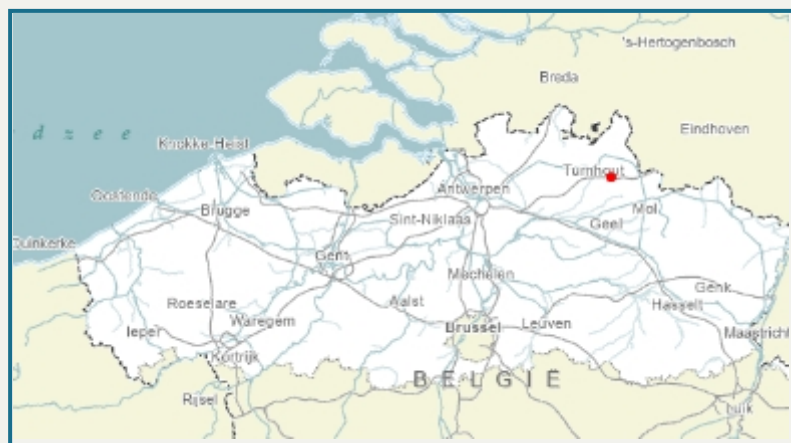 's-Hertogenbosch
Breda
Eindhoven
d z e e
Knokke-Heist
Turnhout
Oostende
Antwerpen
Brugge
Mol
Sint-Niklaas
Geel
Duinkerke
Gent
Mechelen
Genk
Roeselare
Aalst
Hasselt
Waregem
Brussel
Leuven
Ieper
Maastricht
Kortrijk
BELGIË
Rijsel
Luik